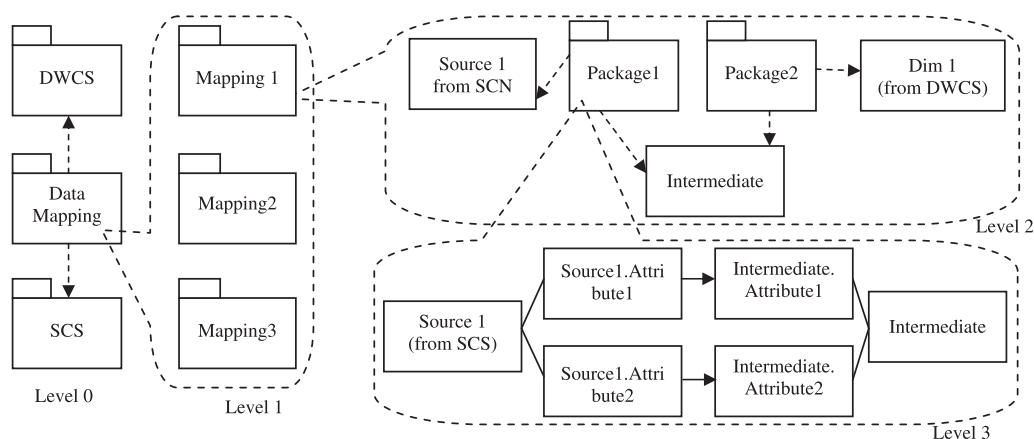 DWCS
Data
Mapping
SCS
Level 0
Mapping 1
Mapping2
Mapping3
Level 1
Source 1
from SCN
Package1
Package2
Dim 1
(from DWCS)
Intermediate
Level 2
Source 1
(from SCS)
Source1.Attri
bute1
Intermediate.
Attribute1
Source1.Attri
bute2
Intermediate.
Attribute2
Intermediate
Level 3